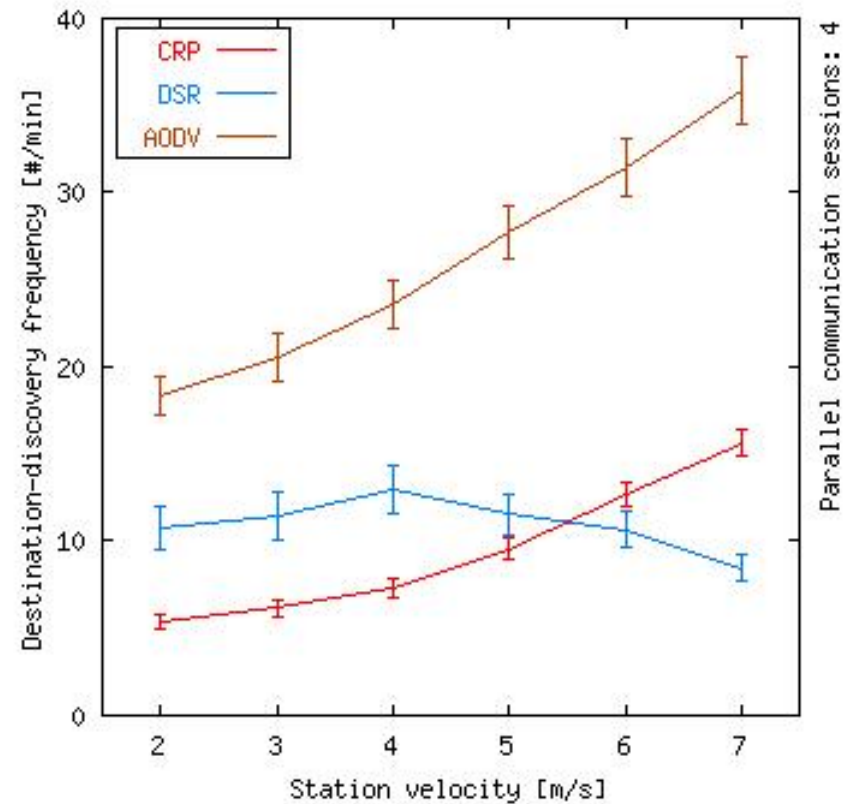 40
30
20
10
0
CRP
DSR
AODV
Destination-discovery frequency [#/min]
2 3 4 5 6 7
Station velocity [m/s]
Parallel communication sessions: 4